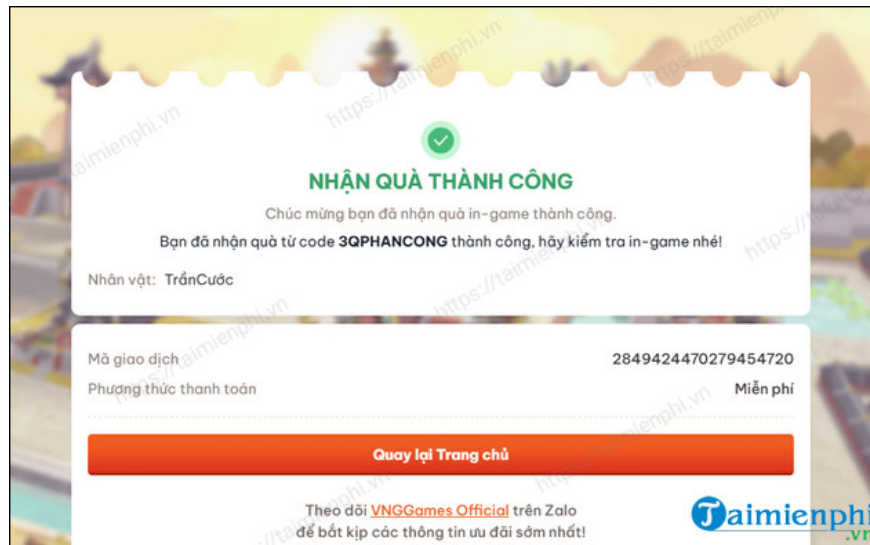 NHẬN QUÀ THÀNH CÔNG
Chúc mừng bạn đã nhận quà in-game thành công.
Bạn đã nhận quà từ code 3QPHANCONG thành công, hãy kiểm tra in-game nhé!
Nhân vật: TrầnCước
Mã giao dịch 2849424470279454720
Phương thức thanh toán Miễn phí
Quay lại Trang chủ
Theo dõi VNGGames Official trên Zalo
để bắt kịp các thông tin ưu đãi sớm nhất!
Taimienphi
.vn
https://taimienphi.vn